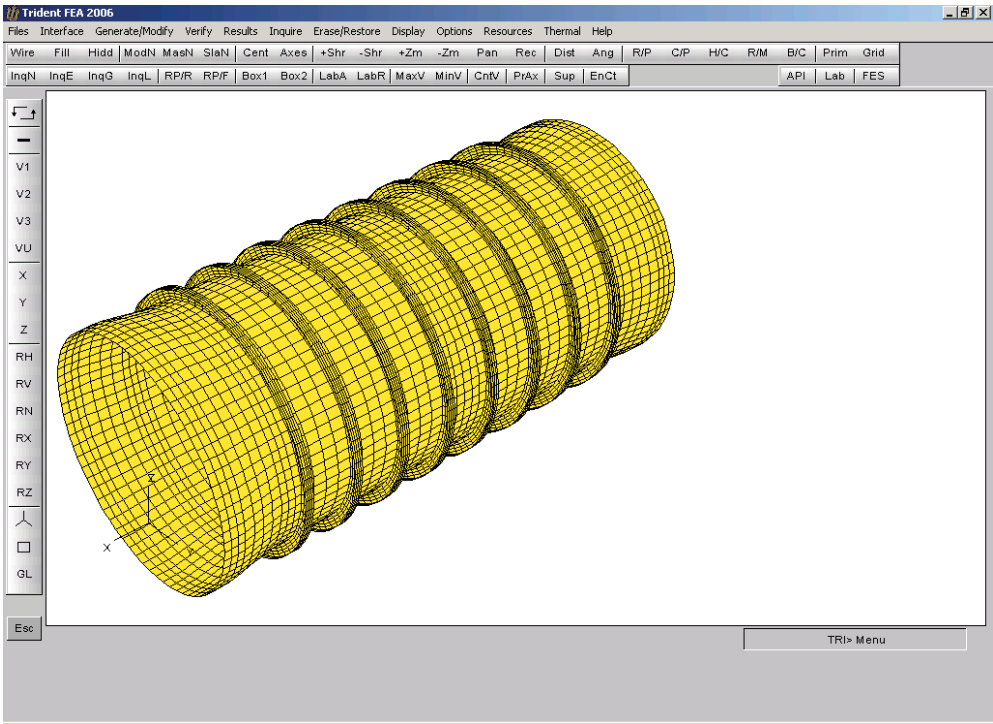 Trident FEA 2006
Files Interface Generate/Modify Verify Results Inquire Erase/Restore Display Options Resources Thermal Help
Wire Fill Hidd ModN MasN SlaN Cent Axes +Shr -Shr +Zm -Zm Pan Rec Dist Ang R/P C/P H/C R/M B/C Prim Grid
InqN InqE InqG InqL RP/R RP/F Box1 Box2 LabA LabR MaxV MinV CntV PrAx Sup EnCt API Lab FES
V1
V2
V3
VU
X
Y
Z
RH
RV
RN
RX
RY
RZ
GL
Esc
Z
X
Y
TRI> Menu